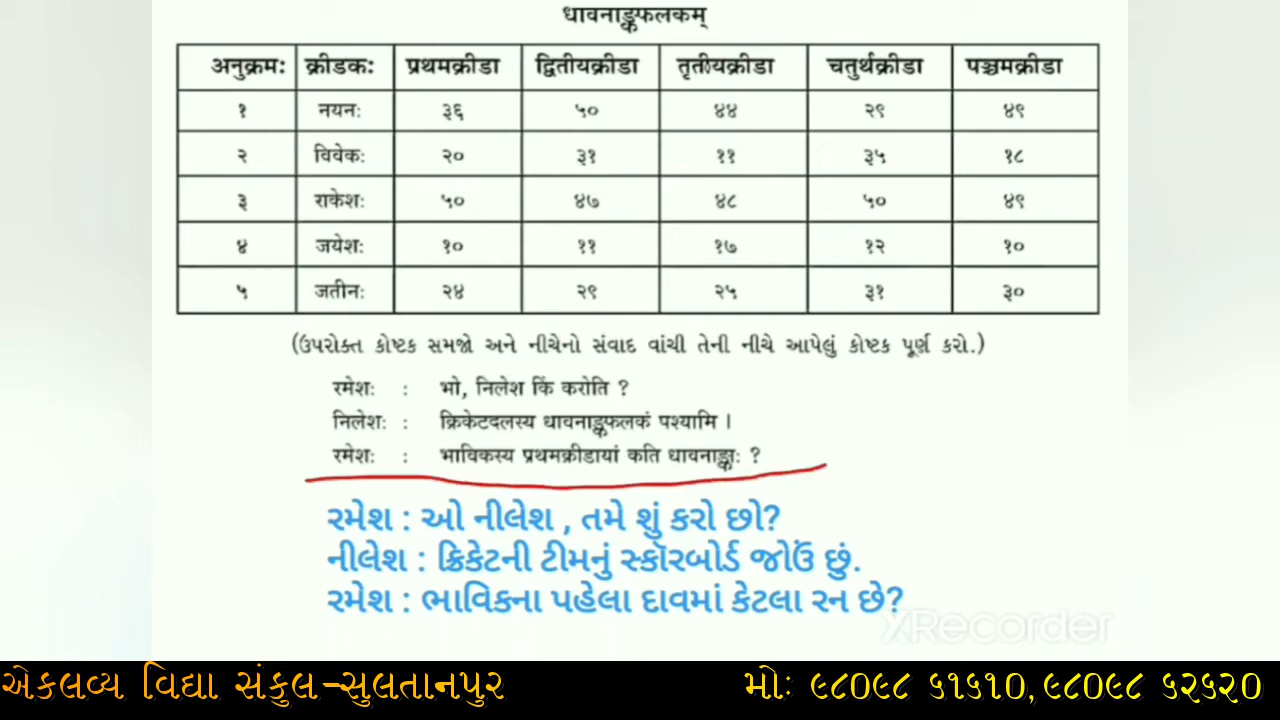 धावनाङ्कफलकम्
अनुक्रमः क्रीडकः प्रथमक्रीडा द्वितीयक्रीडा तृतीयक्रीडा चतुर्थक्रीडा पञ्चमक्रीडा
१ नयनः ३६ ५० ४४ २९ ४९
२ विवेकः २० ३१ ११ ३५ १८
३ राकेशः ५० ४७ ४८ ५० ४९
४ जयेशः १० ११ १७ १२ १०
५ जतीनः २४ २९ २५ ३१ ३०
(ઉપરોક્ત કોષ્ટક સમજો અને નીચેનો સંવાદ વાંચી તેની નીચે આપેલું કોષ્ટક પૂર્ણ કરો.)
रमेशः : भो, निलेश किं करोति ?
निलेशः : क्रिकेटदलस्य धावनाङ्कफलकं पश्यामि ।
रमेशः : भाविकस्य प्रथमक्रीडायां कति धावनाङ्काः ?
રમેશ : ઓ નીલેશ , તમે શું કરો છો?
નીલેશ : ક્રિકેટની ટીમનું સ્કૉરબોર્ડ જોઉં છું.
રમેશ : ભાવિકના પહેલા દાવમાં કેટલા રન છે?
XRecorder
એકલવ્ય વિદ્યા સંકુલ-સુલતાનપુર મોઃ ૯૮૦૯૮ ૬૧૬૧૦, ૯૮૦૯૮ ૬૨૬૨૦